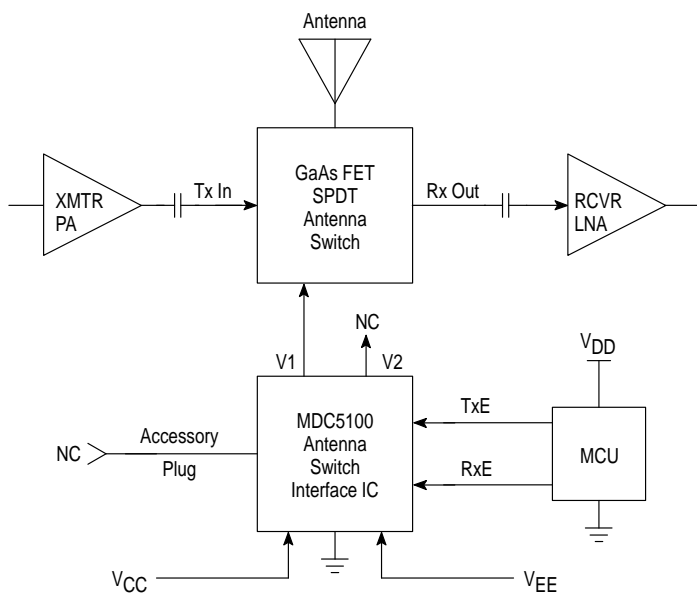 Antenna
XMTR
PA
Tx In
GaAs FET
SPDT
Antenna
Switch
Rx Out
RCVR
LNA
V1
NC
V2
VDD
NC
Accessory
Plug
MDC5100
Antenna
Switch
Interface IC
TxE
RxE
MCU
VCC
VEE